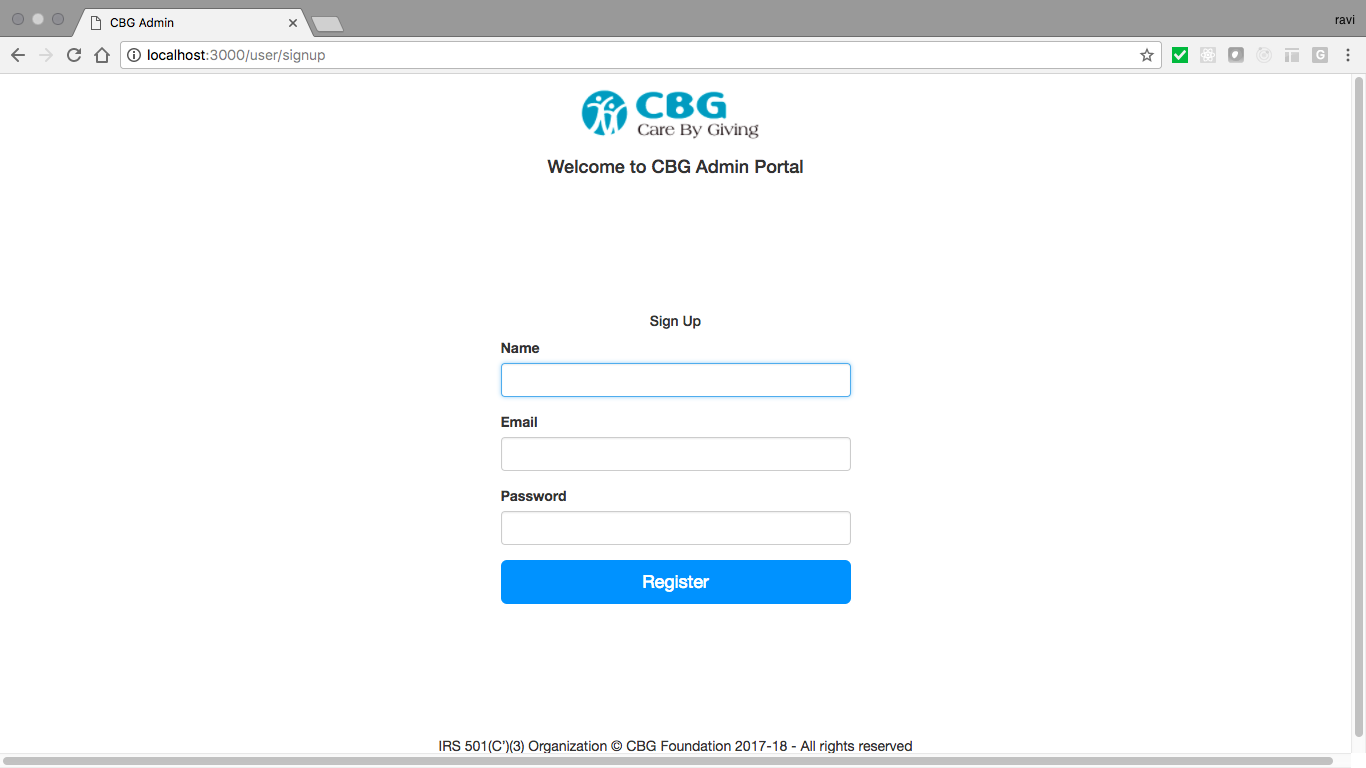 CBG Admin
ravi
localhost:3000/user/signup
G
CBG
Care By Giving
Welcome to CBG Admin Portal
Sign Up
Name
Email
Password
Register
IRS 501(C')(3) Organization © CBG Foundation 2017-18 - All rights reserved